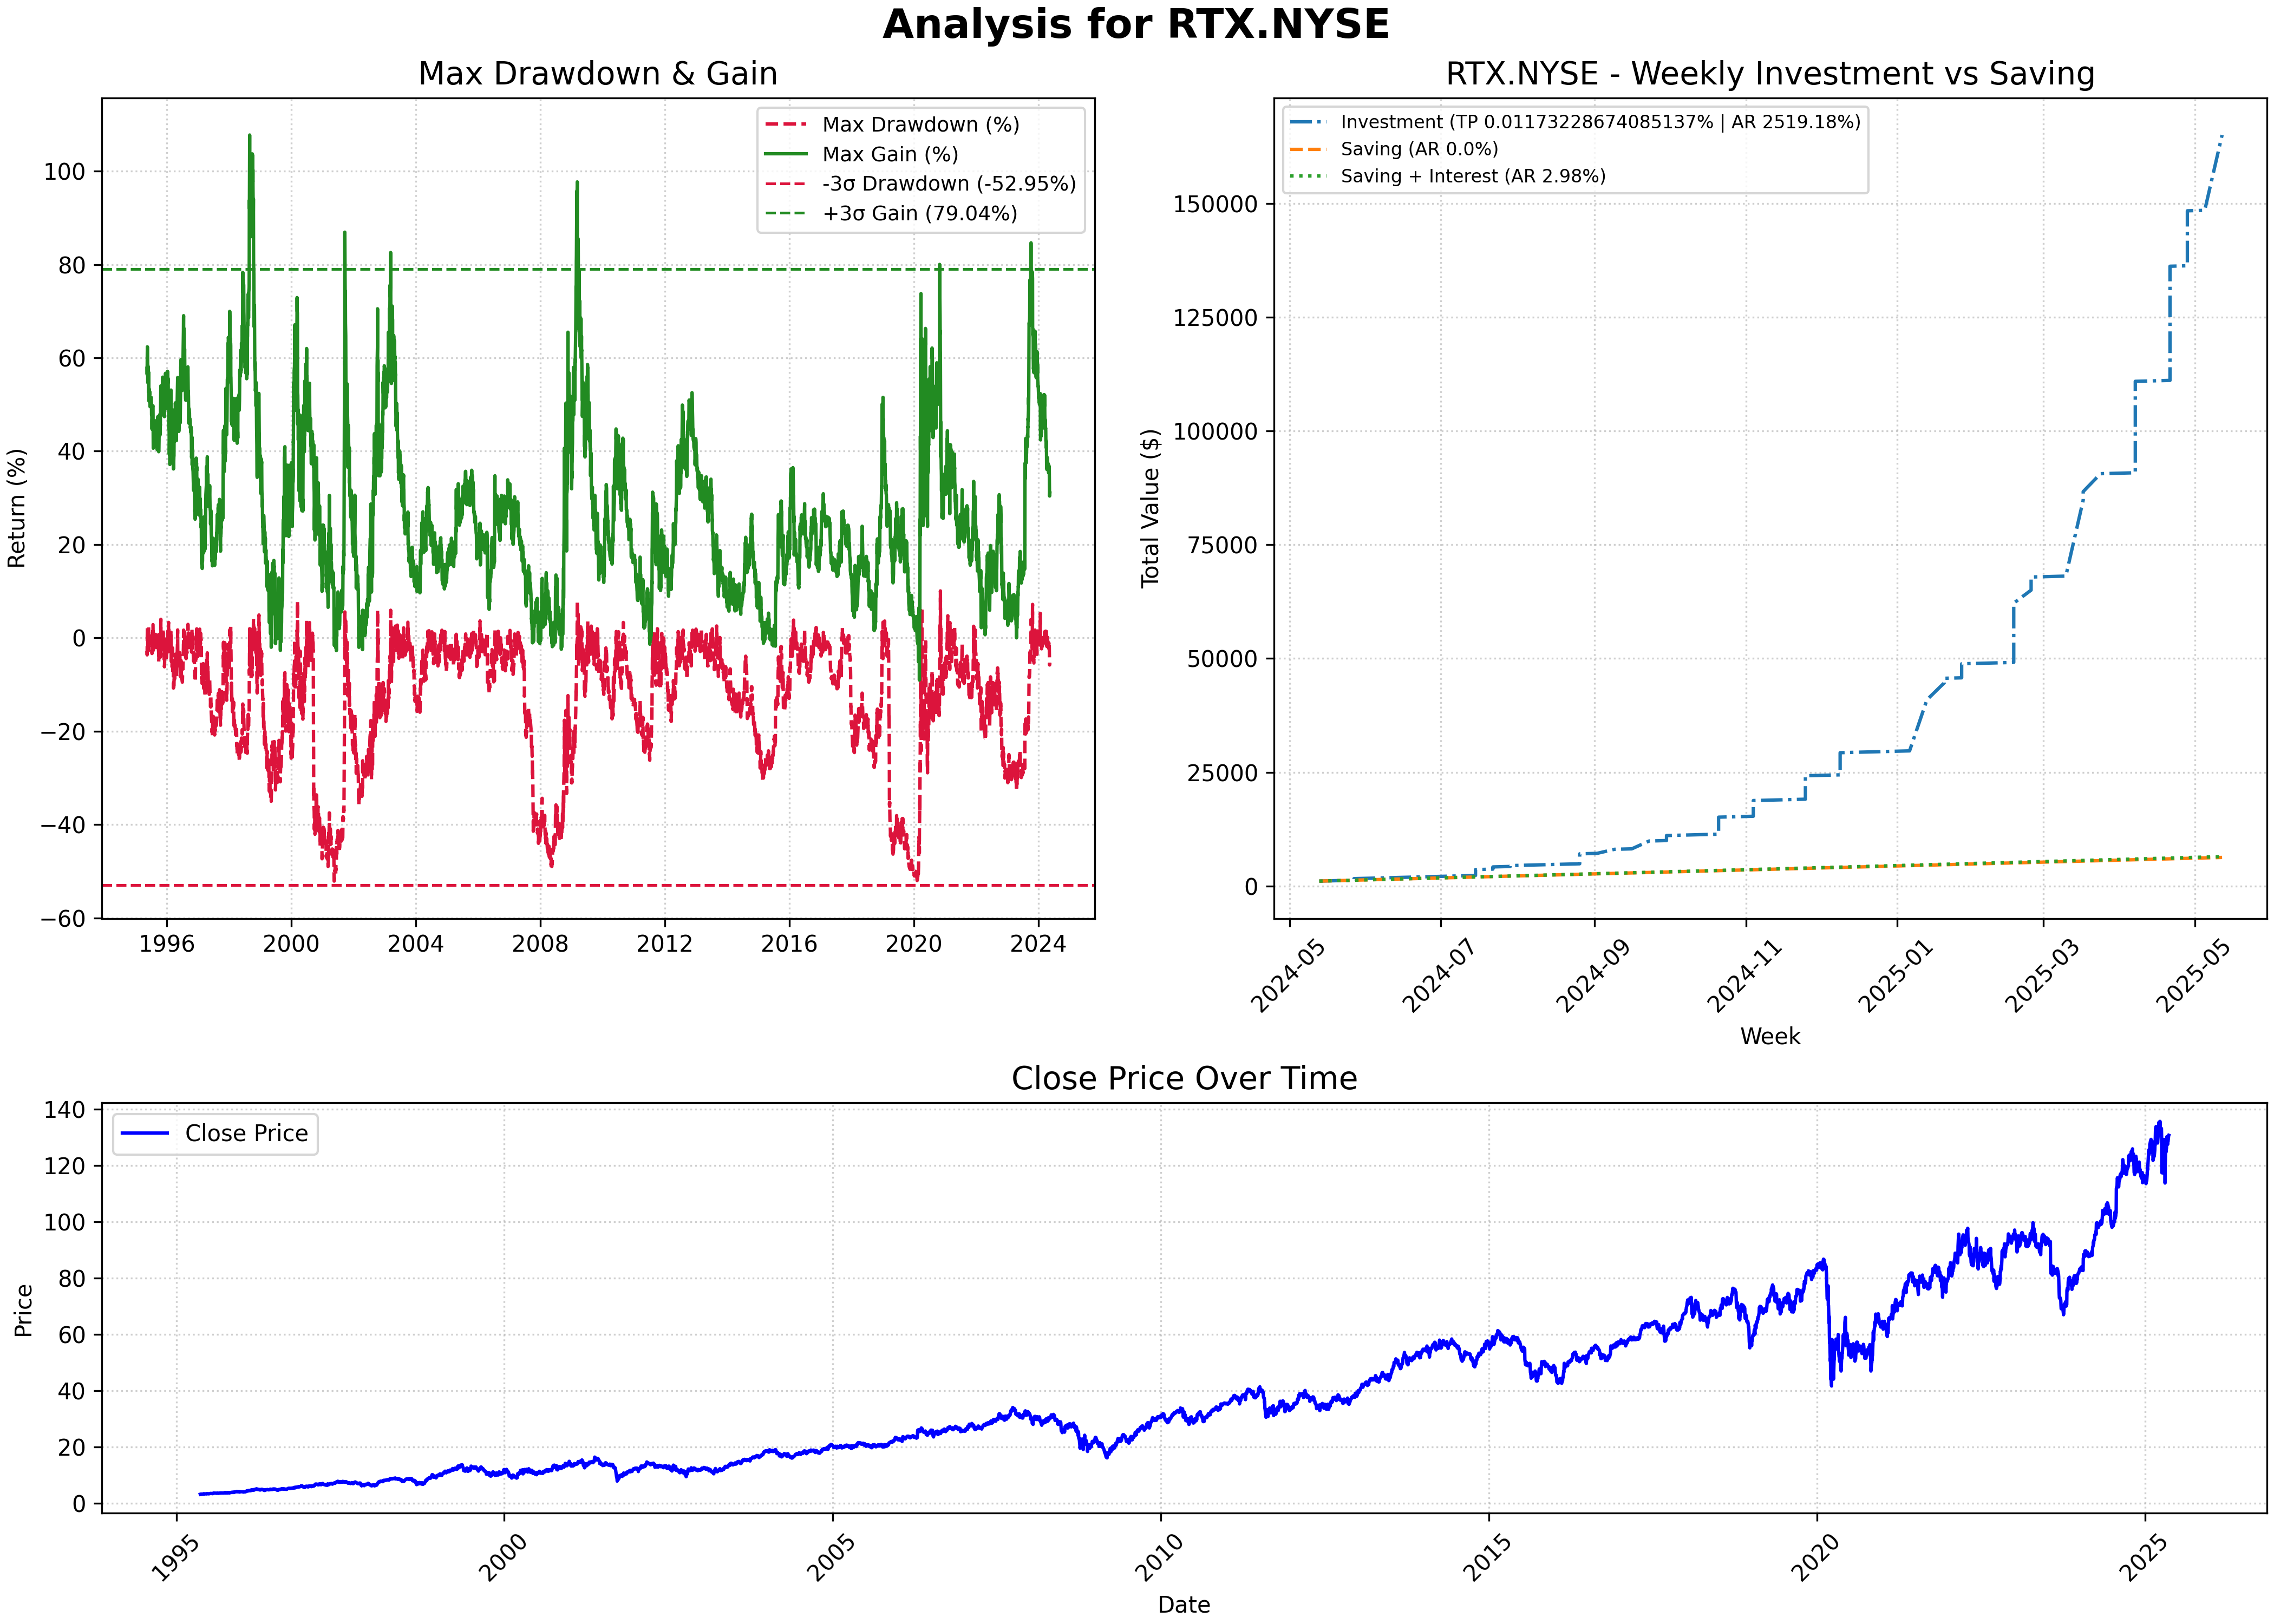 Analysis for RTX.NYSE
Max Drawdown & Gain
Return (%)
100
80
60
40
20
0
−20
−40
−60
1996
2000
2004
2008
2012
2016
2020
2024
Max Drawdown (%)
Max Gain (%)
-3σ Drawdown (-52.95%)
+3σ Gain (79.04%)
RTX.NYSE - Weekly Investment vs Saving
Total Value ($)
150000
125000
100000
75000
50000
25000
0
2024-05
2024-07
2024-09
2024-11
2025-01
2025-03
2025-05
Week
Investment (TP 0.01173228674085137% | AR 2519.18%)
Saving (AR 0.0%)
Saving + Interest (AR 2.98%)
Close Price Over Time
Price
140
120
100
80
60
40
20
0
1995
2000
2005
2010
2015
2020
2025
Date
Close Price